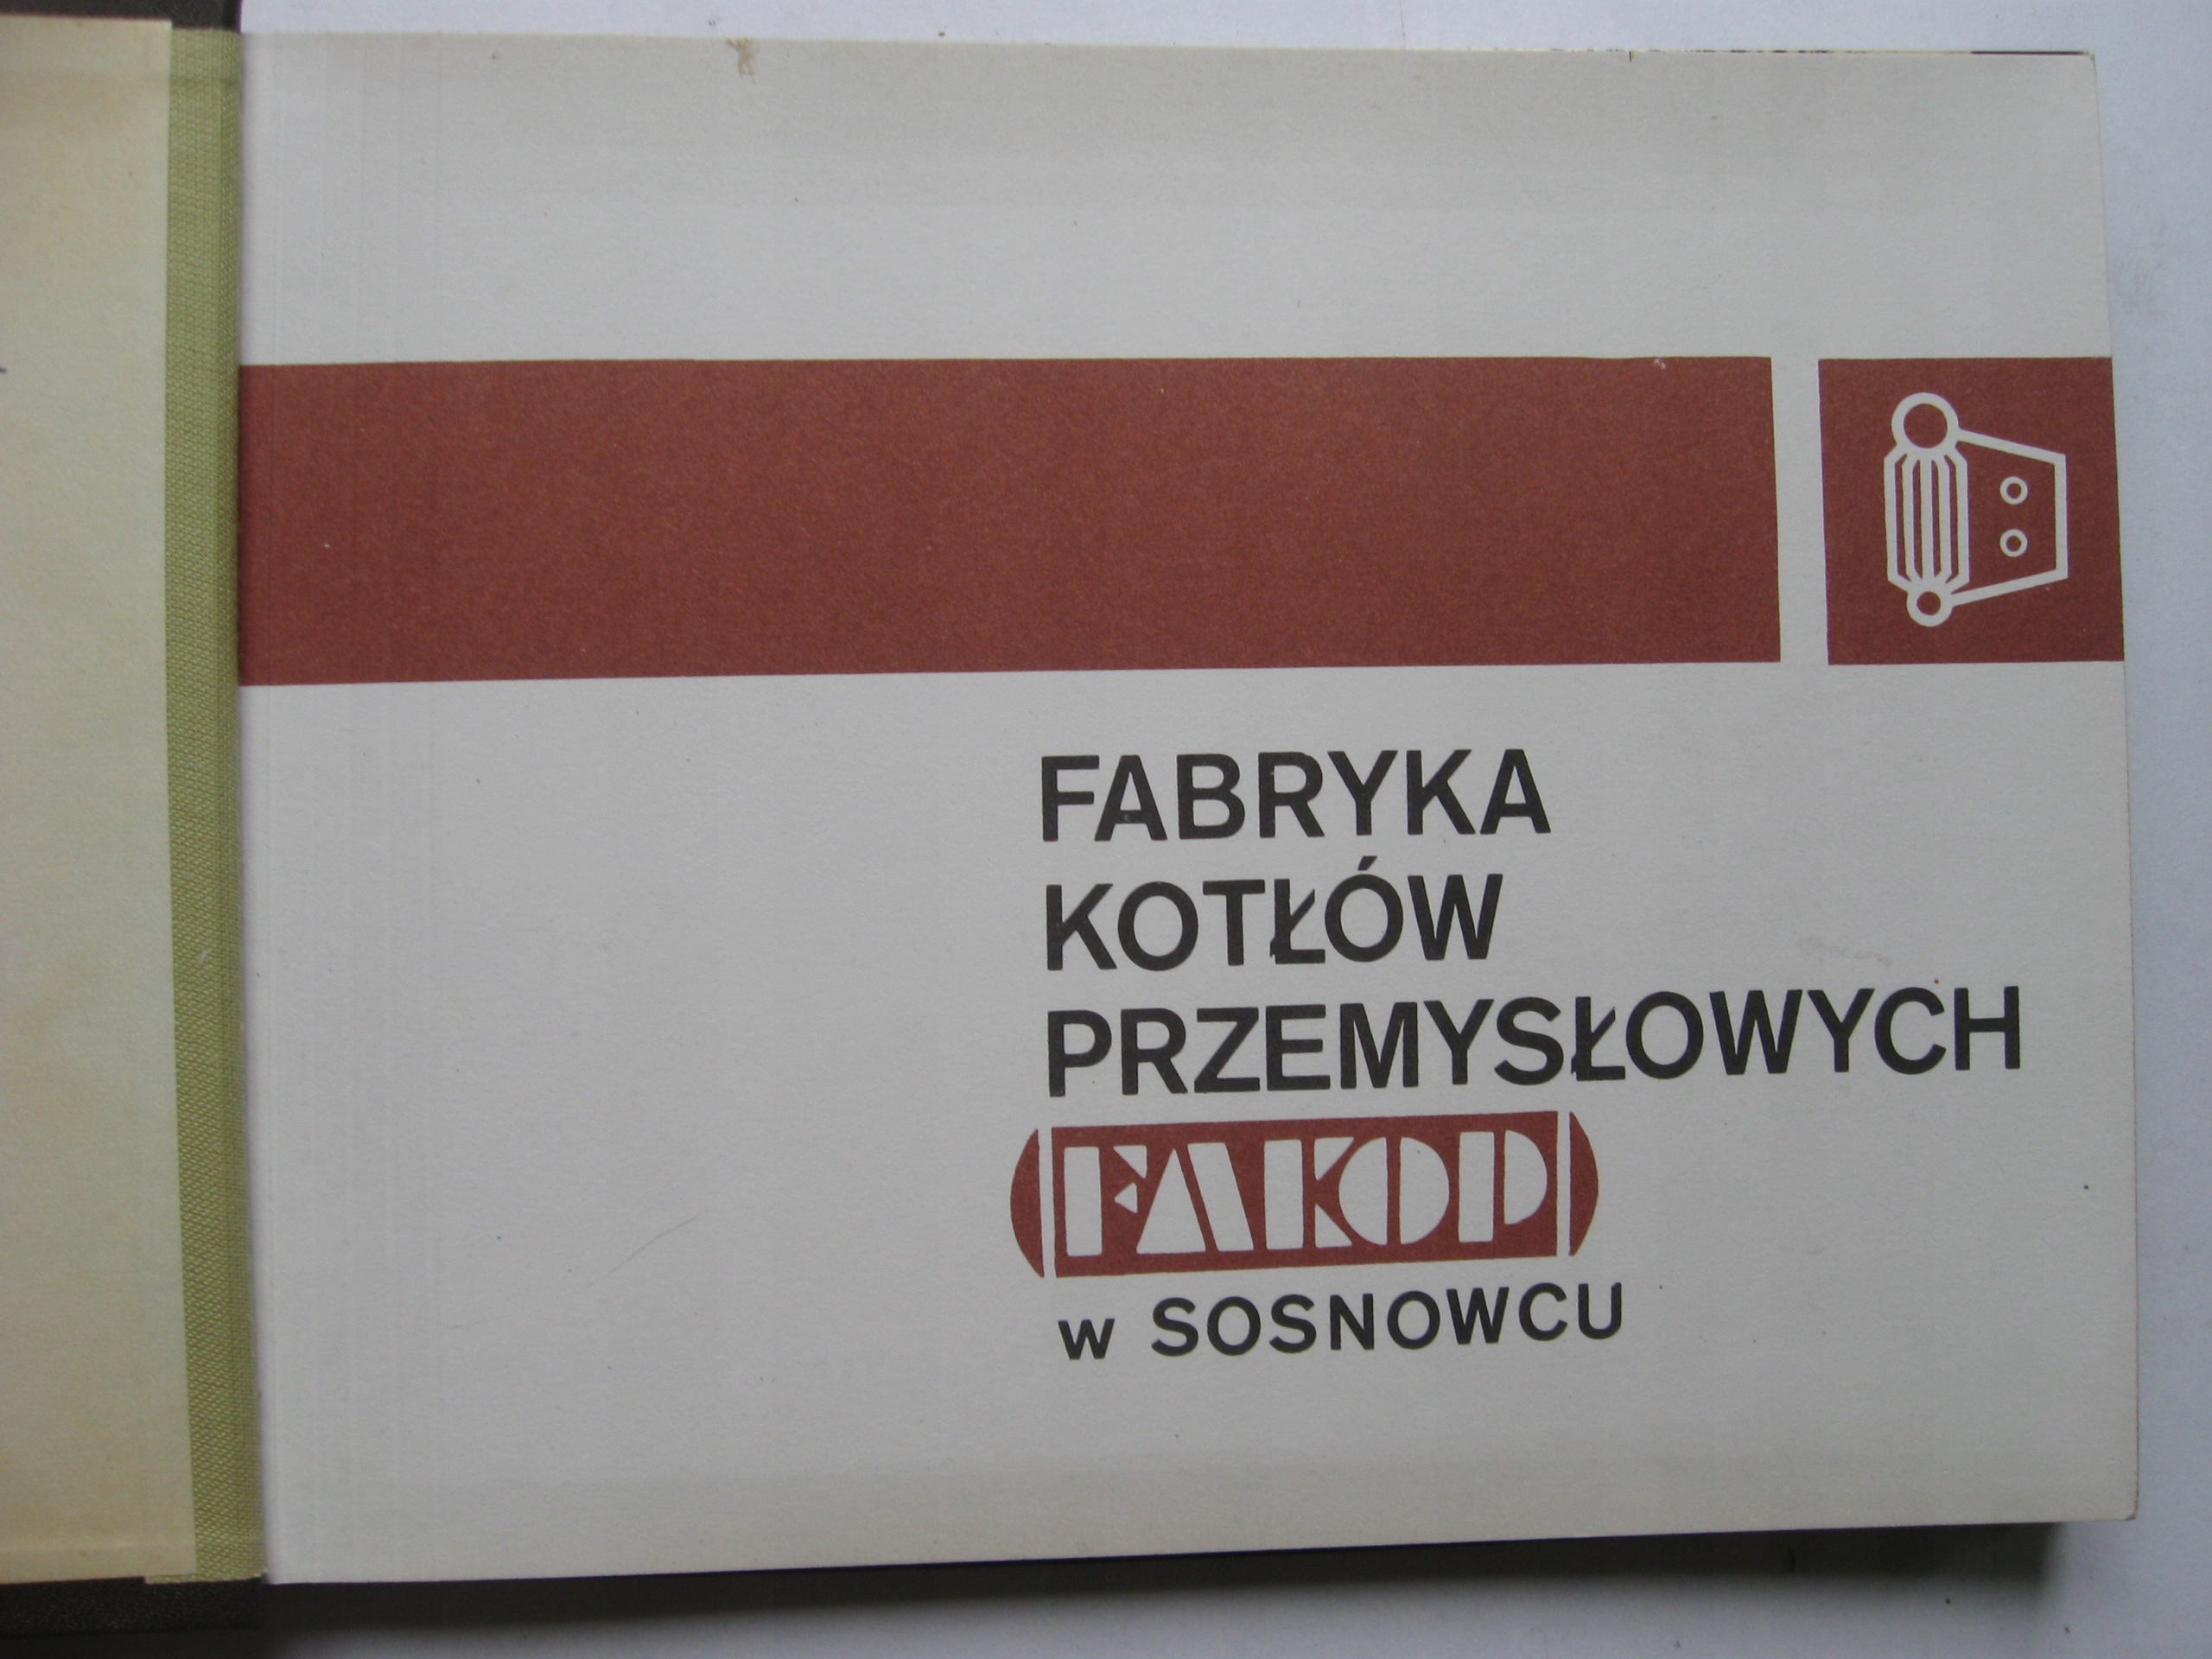 FABRYKA
KOTŁÓW
PRZEMYSŁOWYCH
FAKOP
w SOSNOWCU